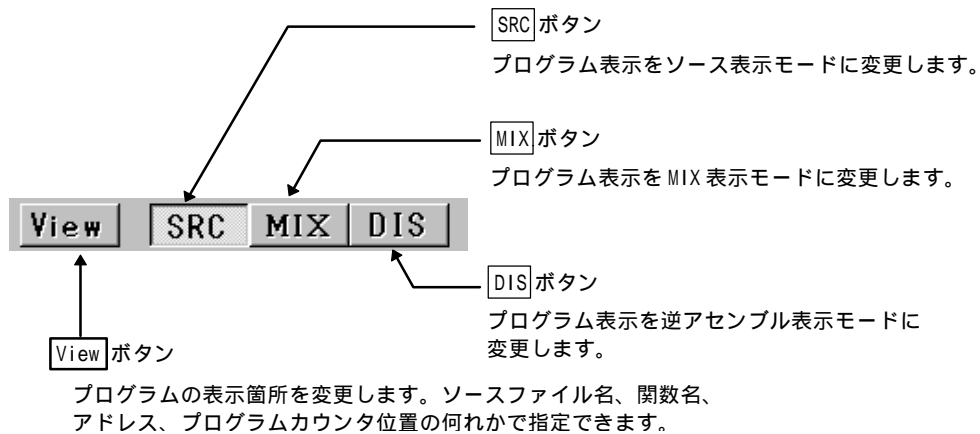 SRCボタン
プログラム表示をソース表示モードに変更します。
MIXボタン
プログラム表示をMIX表示モードに変更します。
View SRC MIX DIS
DISボタン
プログラム表示を逆アセンブル表示モードに
変更します。
Viewボタン
プログラムの表示箇所を変更します。ソースファイル名、関数名、
アドレス、プログラムカウンタ位置の何れかで指定できます。